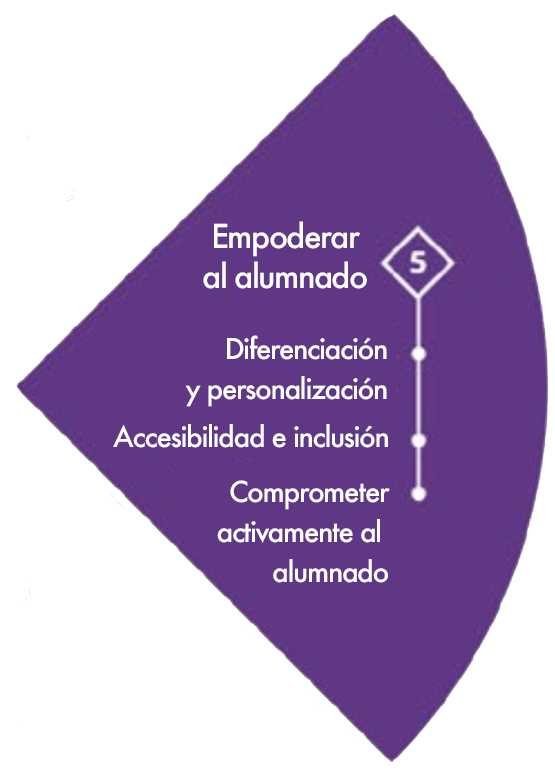 Empoderar
al alumnado
5
Diferenciación
y personalización
Accesibilidad e inclusión
Comprometer
activamente al
alumnado